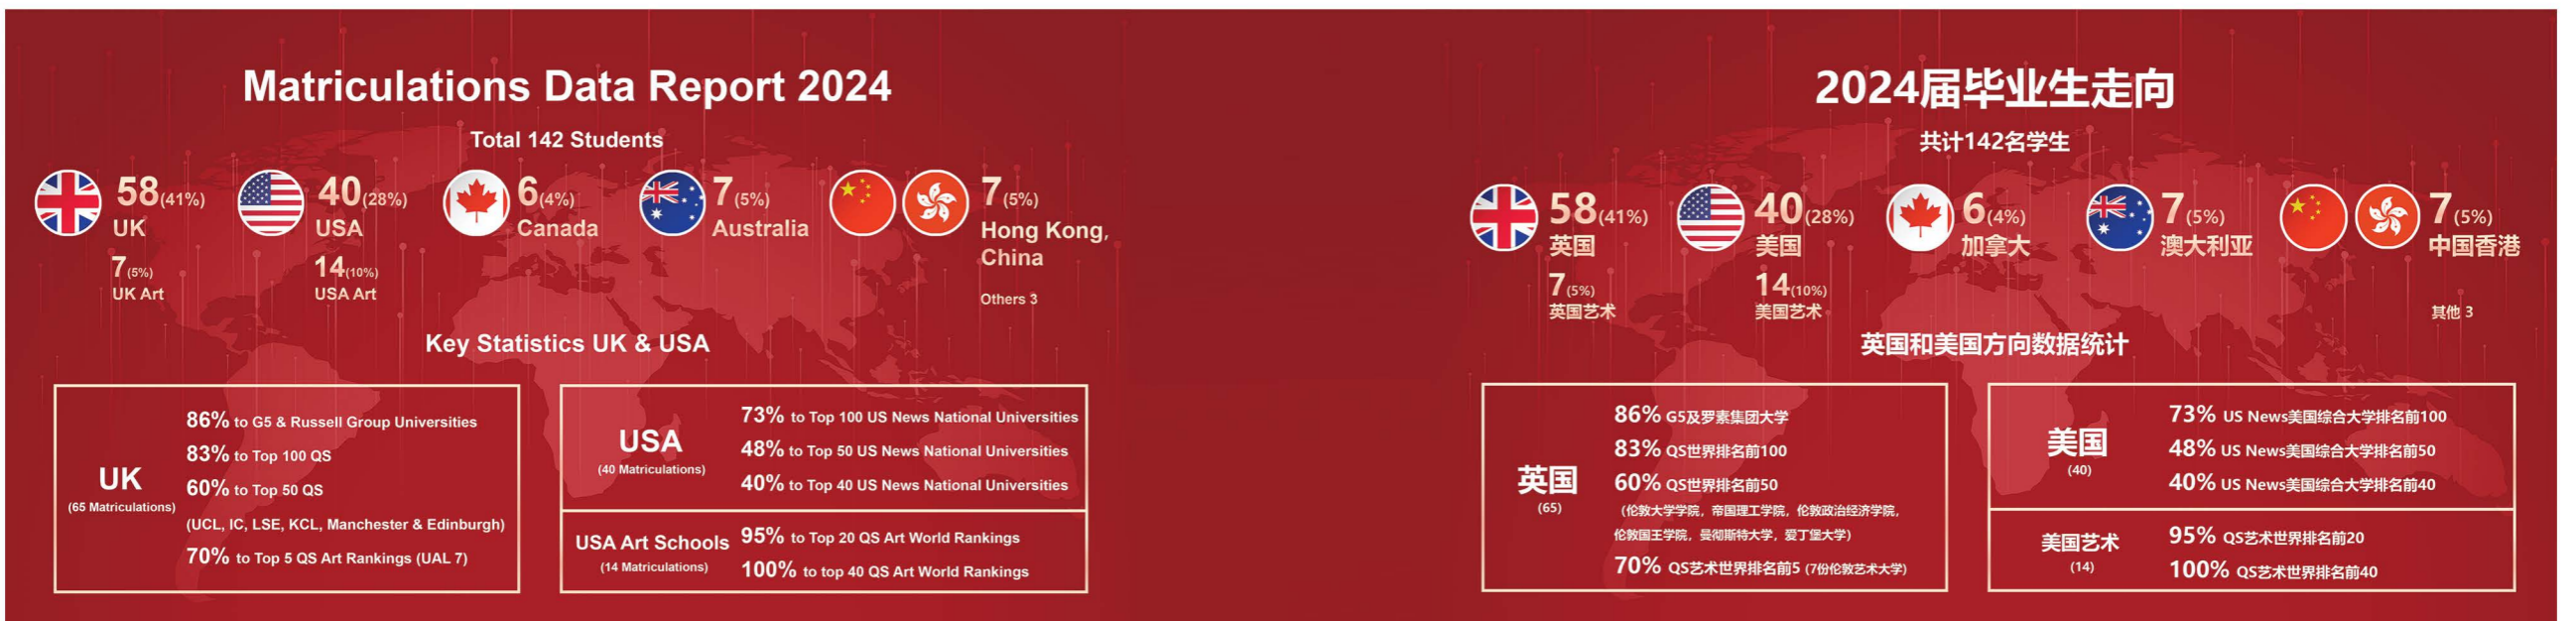 Matriculations Data Report 2024
Total 142 Students
58(41%)
UK
7(5%)
UK Art
40(28%)
USA
14(10%)
USA Art
6(4%)
Canada
7(5%)
Australia
7(5%)
Hong Kong,
China
Others 3
Key Statistics UK & USA
UK
(65 Matriculations)
86% to G5 & Russell Group Universities
83% to Top 100 QS
60% to Top 50 QS
(UCL, IC, LSE, KCL, Manchester & Edinburgh)
70% to Top 5 QS Art Rankings (UAL 7)
USA
(40 Matriculations)
73% to Top 100 US News National Universities
48% to Top 50 US News National Universities
40% to Top 40 US News National Universities
USA Art Schools
(14 Matriculations)
95% to Top 20 QS Art World Rankings
100% to top 40 QS Art World Rankings
2024届毕业生走向
共计142名学生
58(41%)
英国
7(5%)
英国艺术
40(28%)
美国
14(10%)
美国艺术
6(4%)
加拿大
7(5%)
澳大利亚
7(5%)
中国香港
其他 3
英国和美国方向数据统计
英国
(65)
86% G5及罗素集团大学
83% QS世界排名前100
60% QS世界排名前50
（伦敦大学学院，帝国理工学院，伦敦政治经济学院，
伦敦国王学院，曼彻斯特大学，爱丁堡大学）
70% QS艺术世界排名前5 (7份伦敦艺术大学)
美国
(40)
73% US News美国综合大学排名前100
48% US News美国综合大学排名前50
40% US News美国综合大学排名前40
美国艺术
(14)
95% QS艺术世界排名前20
100% QS艺术世界排名前40